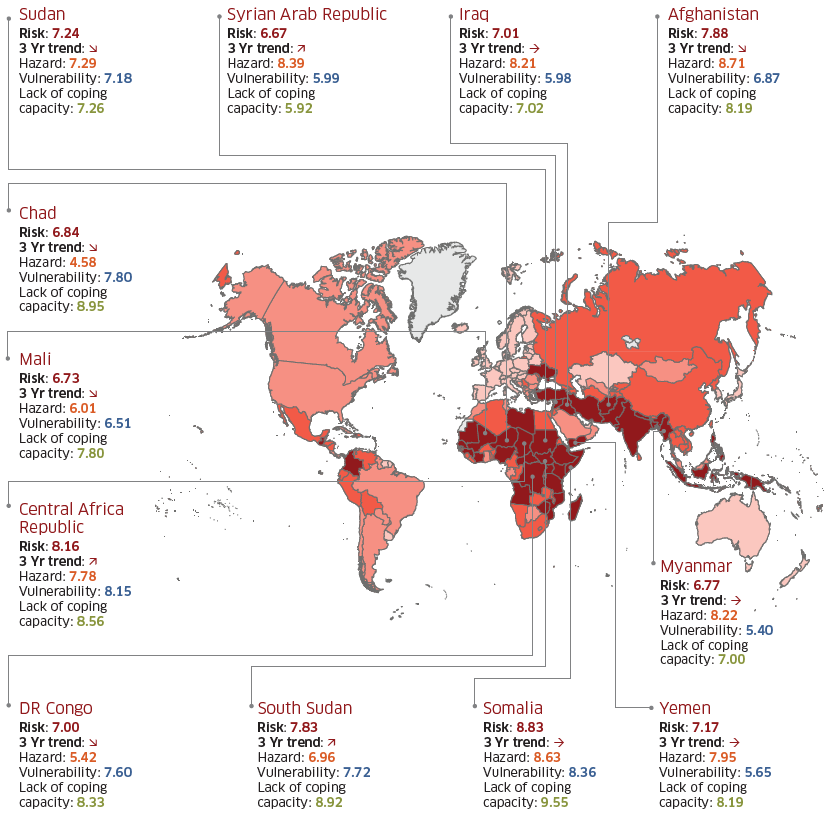 Sudan
Risk: 7.24
3 Yr trend: ↘
Hazard: 7.29
Vulnerability: 7.18
Lack of coping
capacity: 7.26
Syrian Arab Republic
Risk: 6.67
3 Yr trend: ↗
Hazard: 8.39
Vulnerability: 5.99
Lack of coping
capacity: 5.92
Iraq
Risk: 7.01
3 Yr trend: →
Hazard: 8.21
Vulnerability: 5.98
Lack of coping
capacity: 7.02
Afghanistan
Risk: 7.88
3 Yr trend: ↘
Hazard: 8.71
Vulnerability: 6.87
Lack of coping
capacity: 8.19
Chad
Risk: 6.84
3 Yr trend: ↘
Hazard: 4.58
Vulnerability: 7.80
Lack of coping
capacity: 8.95
Mali
Risk: 6.73
3 Yr trend: ↘
Hazard: 6.01
Vulnerability: 6.51
Lack of coping
capacity: 7.80
Central Africa
Republic
Risk: 8.16
3 Yr trend: ↗
Hazard: 7.78
Vulnerability: 8.15
Lack of coping
capacity: 8.56
Myanmar
Risk: 6.77
3 Yr trend: →
Hazard: 8.22
Vulnerability: 5.40
Lack of coping
capacity: 7.00
DR Congo
Risk: 7.00
3 Yr trend: ↘
Hazard: 5.42
Vulnerability: 7.60
Lack of coping
capacity: 8.33
South Sudan
Risk: 7.83
3 Yr trend: ↗
Hazard: 6.96
Vulnerability: 7.72
Lack of coping
capacity: 8.92
Somalia
Risk: 8.83
3 Yr trend: →
Hazard: 8.63
Vulnerability: 8.36
Lack of coping
capacity: 9.55
Yemen
Risk: 7.17
3 Yr trend: →
Hazard: 7.95
Vulnerability: 5.65
Lack of coping
capacity: 8.19